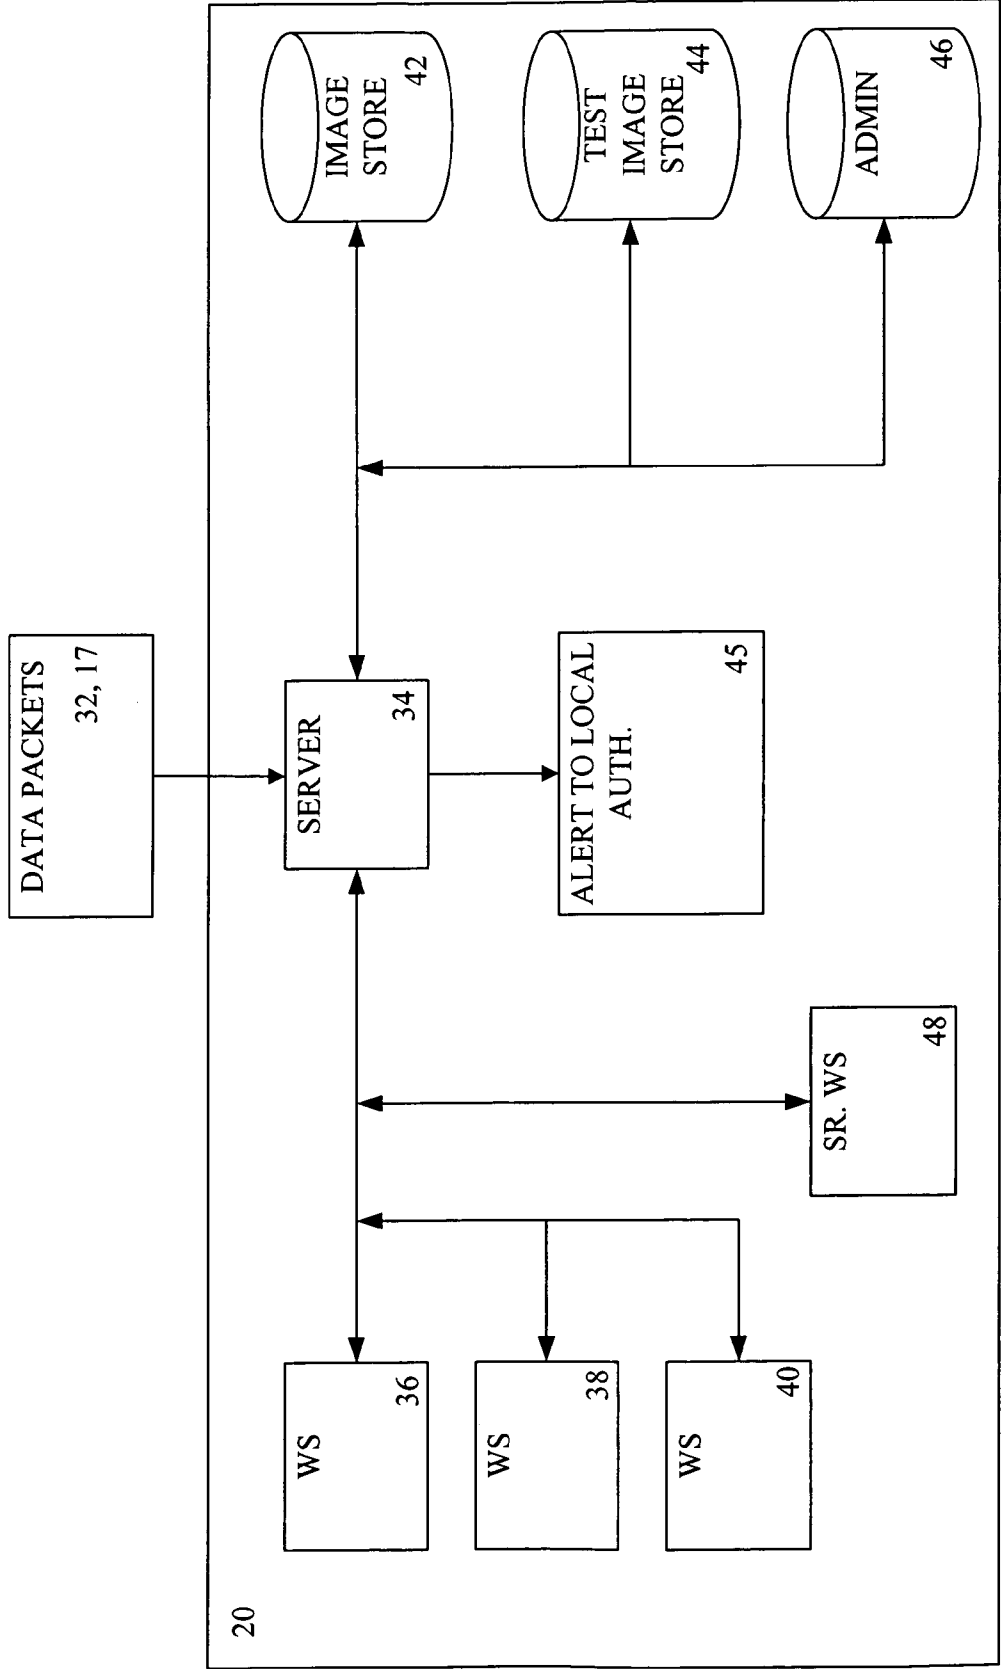 DATA PACKETS
32, 17
20
WS
36
WS
38
WS
40
SR. WS
48
SERVER
34
ALERT TO LOCAL
AUTH.
45
IMAGE
STORE
42
TEST
IMAGE
STORE
44
ADMIN
46